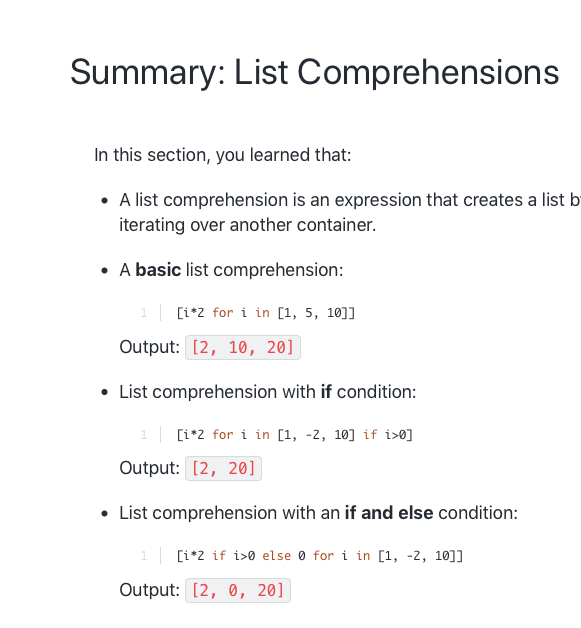 Summary: List Comprehensions
In this section, you learned that:
• A list comprehension is an expression that creates a list
iterating over another container.
• A basic list comprehension:
1 [i*2 for i in [1, 5, 10]]
Output: [2, 10, 20]
• List comprehension with if condition:
1 [i*2 for i in [1, -2, 10] if i>0]
Output: [2, 20]
• List comprehension with an if and else condition:
1 [i*2 if i>0 else 0 for i in [1, -2, 10]]
Output: [2, 0, 20]